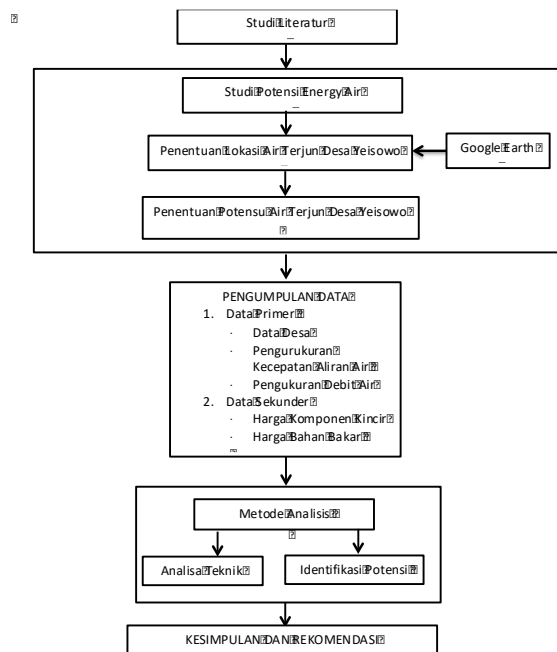 Studi Literatur
Studi Potensi Energy Air
Penentuan Lokasi Air Terjun Desa Yeisowo
Google Earth
Penentuan Potensu Air Terjun Desa Yeisowo
PENGUMPULAN DATA
1. Data Primer
· Data Desa
· Pengurukuran
Kecepatan Aliran Air
· Pengukuran Debit Air
2. Data Sekunder
· Harga Komponen Kincir
· Harga Bahan Bakar
Metode Analisis
Analisa Teknik
Identifikasi Potensi
KESIMPULAN DAN REKOMENDASI